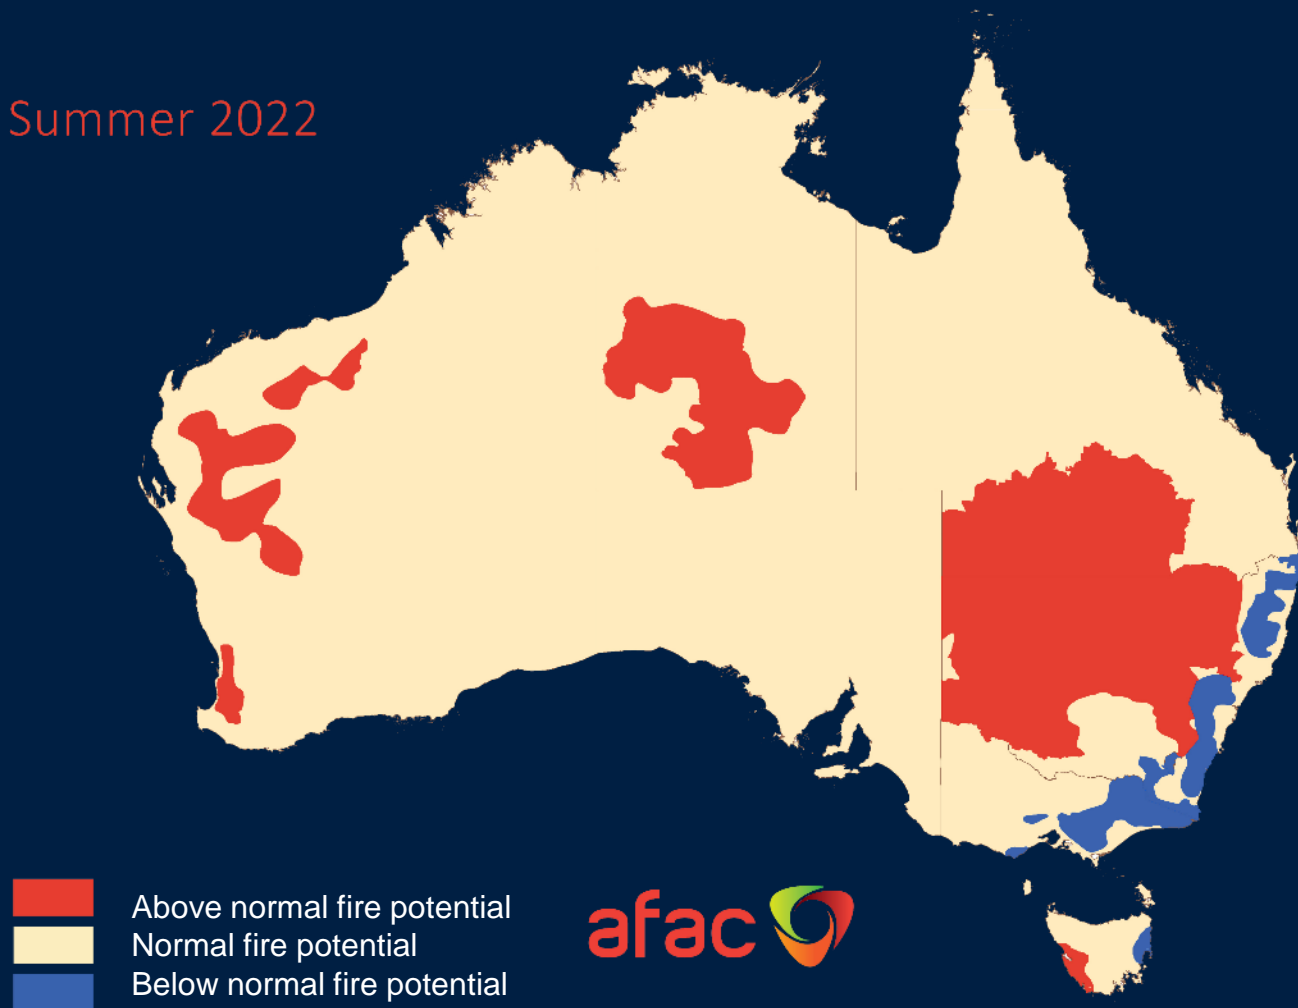 Summer 2022
Above normal fire potential
Normal fire potential
Below normal fire potential
afac